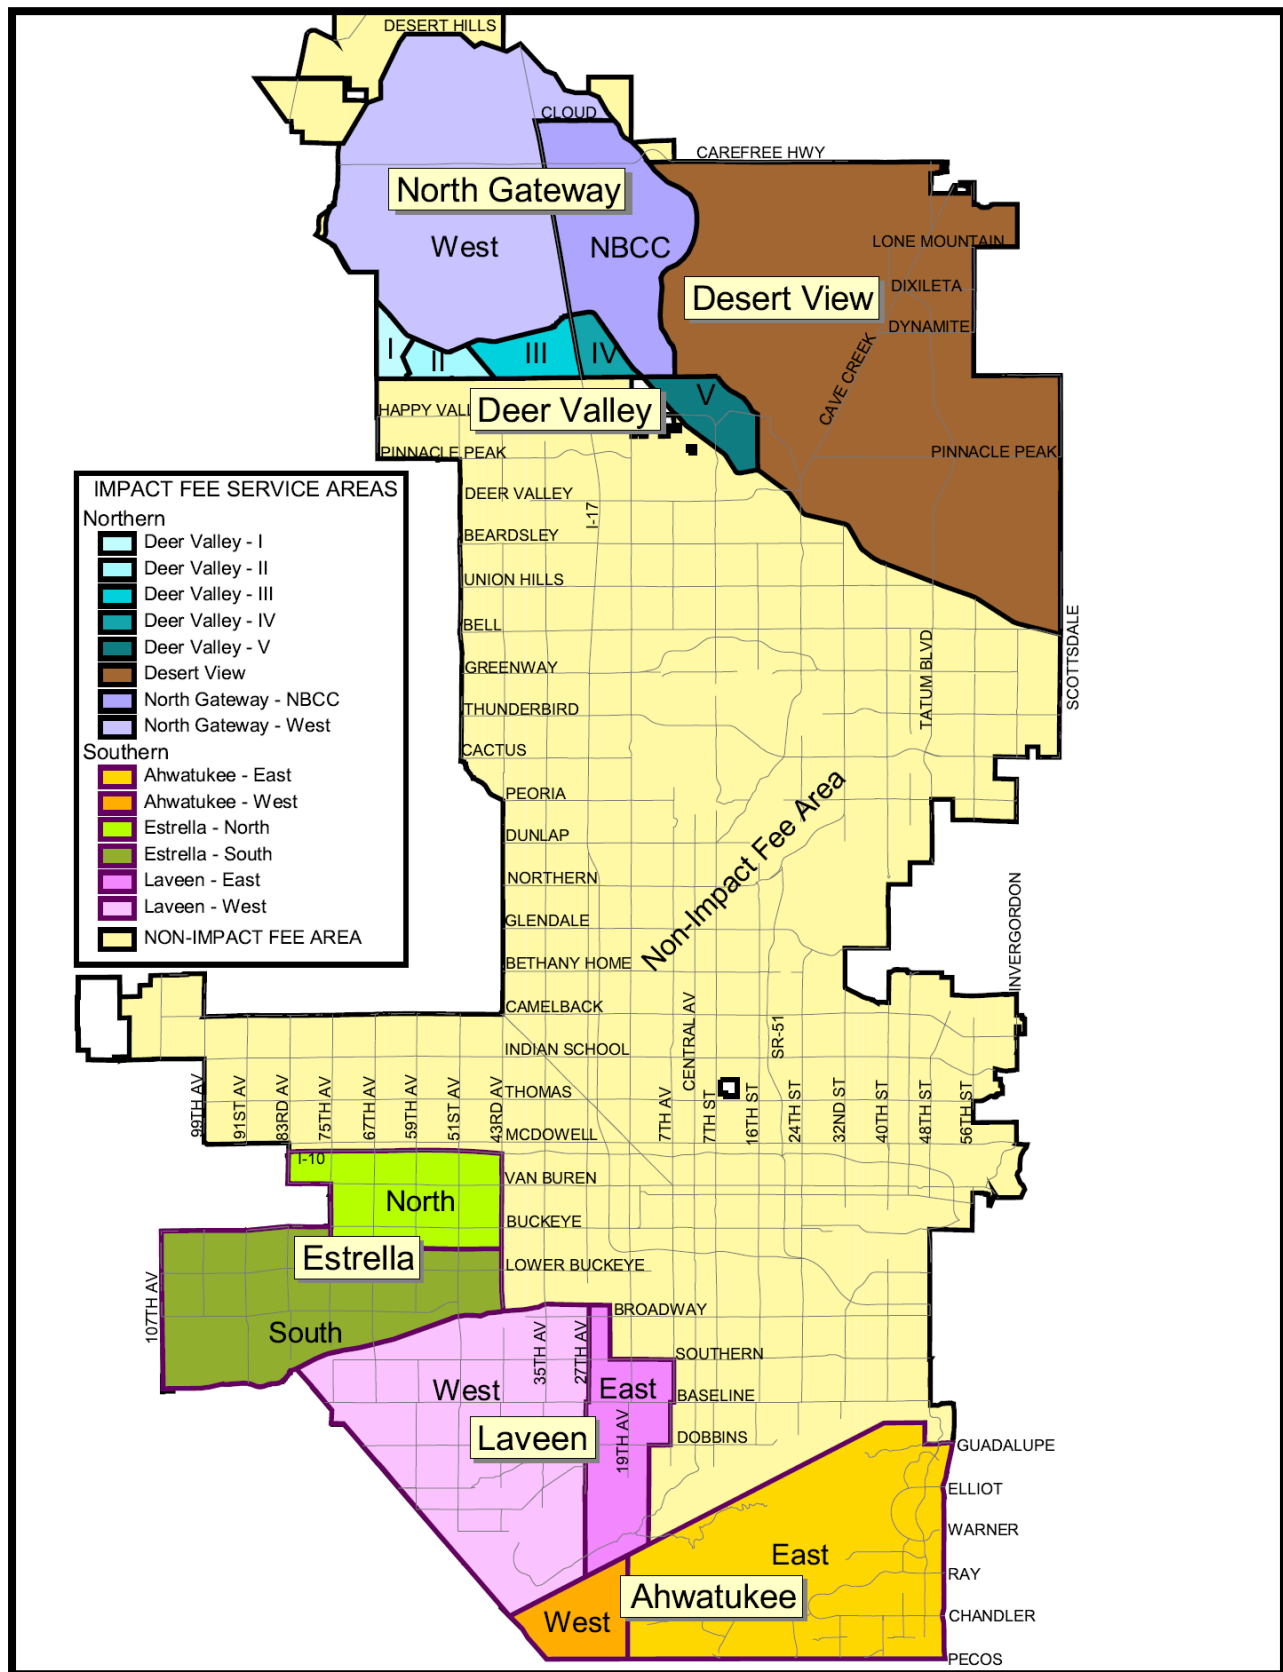 DESERT HILLS
CLOUD
CAREFREE HWY
North Gateway
West
NBCC
LONE MOUNTAIN
DIXILETA
Desert View
DYNAMITE
I
II
III
IV
V
CAVE CREEK
HAPPY VALL
Deer Valley
PINNACLE PEAK
PINNACLE PEAK
IMPACT FEE SERVICE AREAS
Northern
Deer Valley - I
Deer Valley - II
Deer Valley - III
Deer Valley - IV
Deer Valley - V
Desert View
North Gateway - NBCC
North Gateway - West
Southern
Ahwatukee - East
Ahwatukee - West
Estrella - North
Estrella - South
Laveen - East
Laveen - West
NON-IMPACT FEE AREA
DEER VALLEY
I-17
BEARDSLEY
UNION HILLS
BELL
TATUM BLVD
SCOTTSDALE
GREENWAY
THUNDERBIRD
CACTUS
PEORIA
DUNLAP
Non-Impact Fee Area
NORTHERN
GLENDALE
INVERGORDON
BETHANY HOME
CAMELBACK
CENTRAL AV
SR-51
INDIAN SCHOOL
THOMAS
99TH AV
91ST AV
83RD AV
75TH AV
67TH AV
59TH AV
51ST AV
43RD AV
7TH AV
7TH ST
16TH ST
24TH ST
32ND ST
40TH ST
48TH ST
56TH ST
MCDOWELL
I-10
VAN BUREN
North
BUCKEYE
Estrella
LOWER BUCKEYE
107TH AV
BROADWAY
South
35TH AV
27TH AV
SOUTHERN
West
East
BASELINE
19TH AV
Laveen
DOBBINS
GUADALUPE
ELLIOT
WARNER
East
RAY
Ahwatukee
West
CHANDLER
PECOS